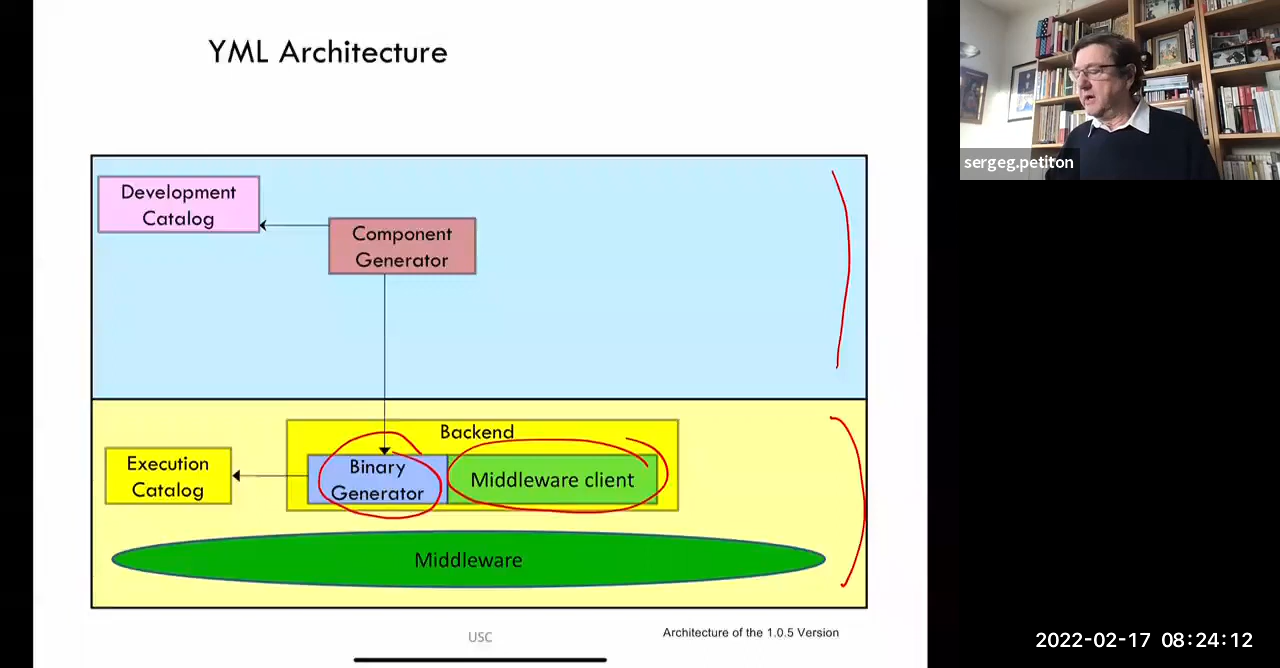 YML Architecture
sergeg.petiton
Development
Catalog
Component
Generator
Backend
Execution
Catalog
Binary
Generator
Middleware client
Middleware
USC
Architecture of the 1.0.5 Version
2022-02-17 08:24:12